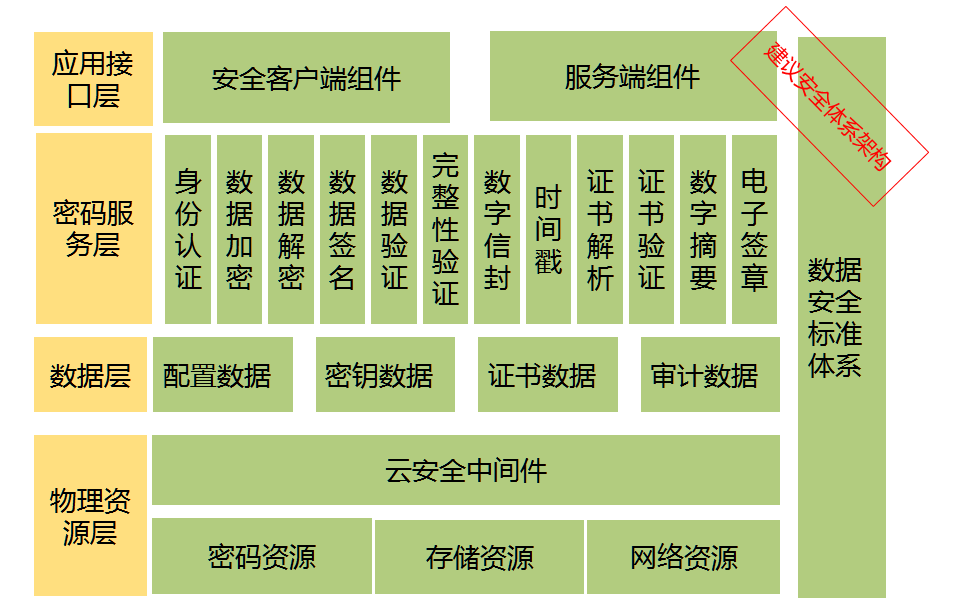 应用接
口层
安全客户端组件
服务端组件
建议安全体系架构
密码服
务层
身份认证
数据加密
数据解密
数据签名
数据验证
完整性验证
数字信封
时间戳
证书解析
证书验证
数字摘要
电子签章
数据
安全
标准
体系
数据层
配置数据
密钥数据
证书数据
审计数据
物理资
源层
云安全中间件
密码资源
存储资源
网络资源